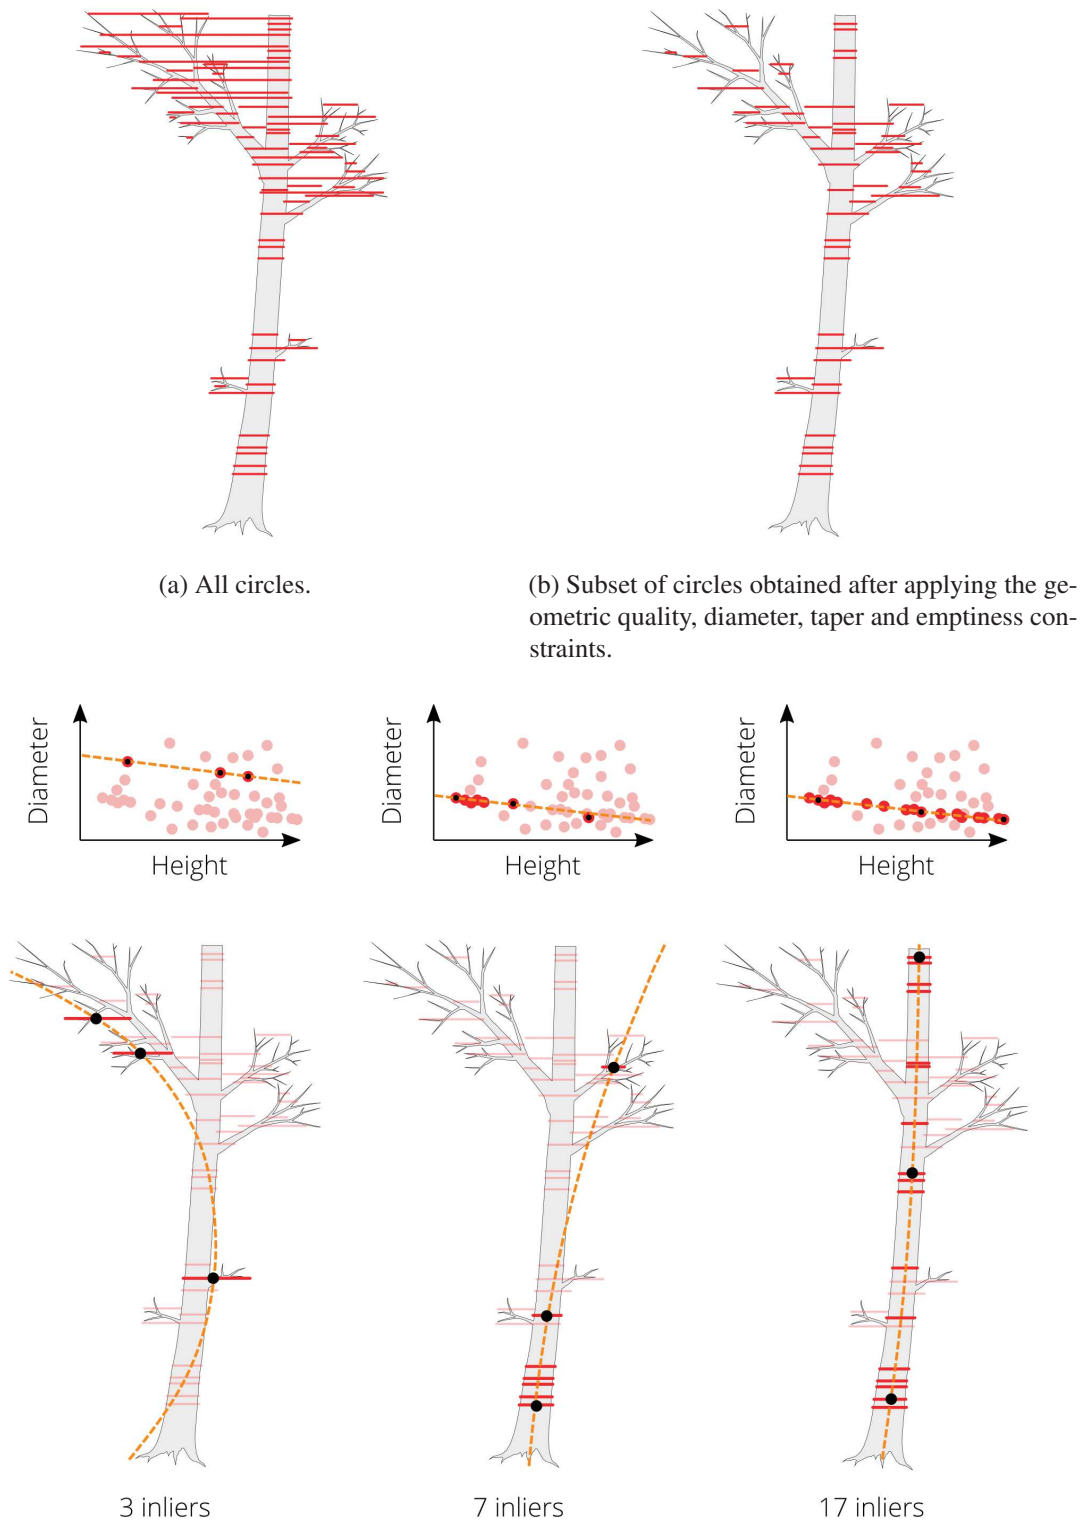 (a) All circles.
(b) Subset of circles obtained after applying the ge-
ometric quality, diameter, taper and emptiness con-
straints.
Diameter
Height
Diameter
Height
Diameter
Height
3 inliers
7 inliers
17 inliers